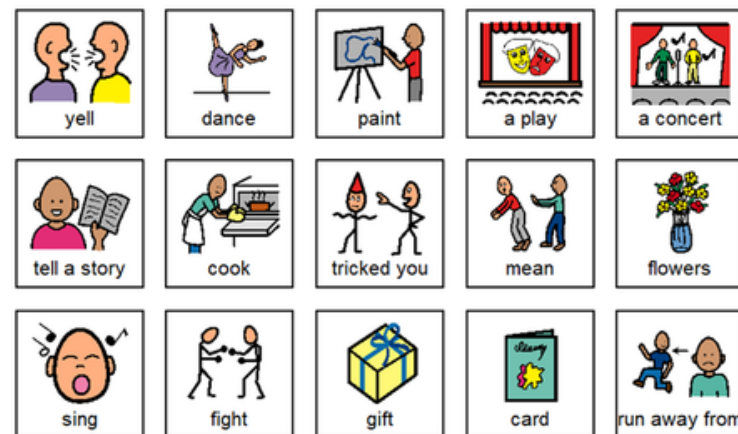 yell
dance
paint
a play
a concert
tell a story
cook
tricked you
mean
flowers
sing
fight
gift
card
run away from